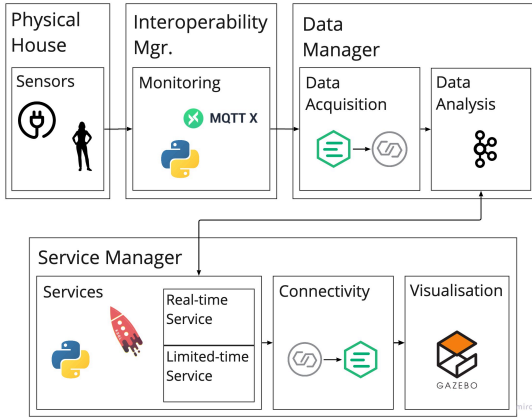 Physical
House
Interoperability
Mgr.
Data
Manager
Sensors
Monitoring
MQTT X
Data
Acquisition
Data
Analysis
Service Manager
Services
Real-time
Service
Limited-time
Service
Connectivity
Visualisation
GAZEBO